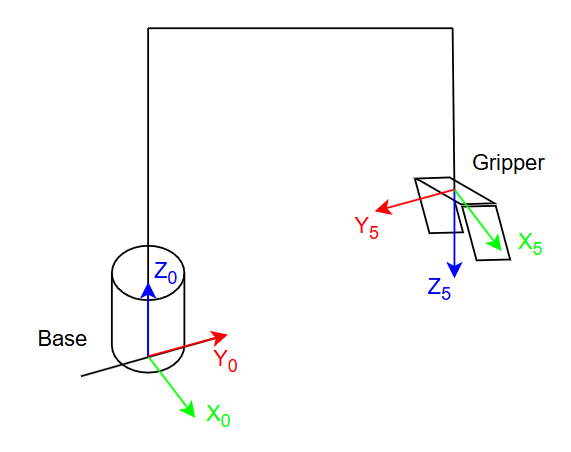 Gripper
Y₅
X₅
Z₀
Z₅
Base
Y₀
X₀